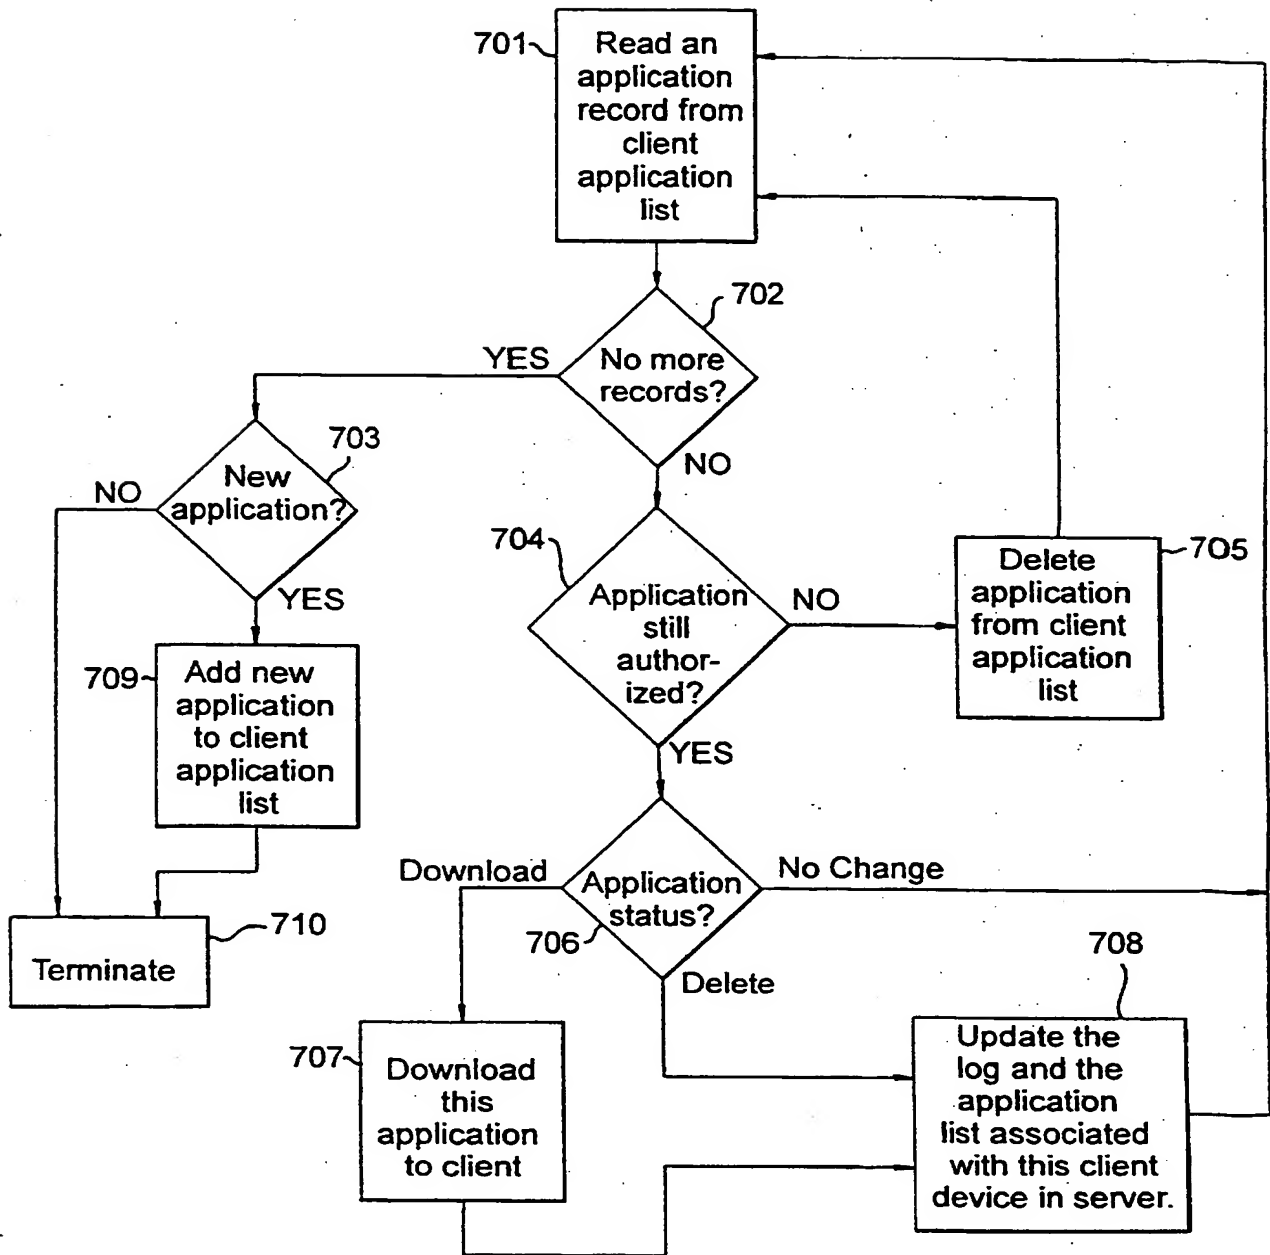 701
Read an
application
record from
client
application
list
702
YES
No more
records?
703
NO
New
application?
NO
704
YES
Application
still
author-
ized?
NO
705
Delete
application
from client
application
list
709
Add new
application
to client
application
list
YES
Download
Application
status?
No Change
706
710
Terminate
Delete
708
707
Download
this
application
to client
Update the
log and the
application
list associated
with this client
device in server.